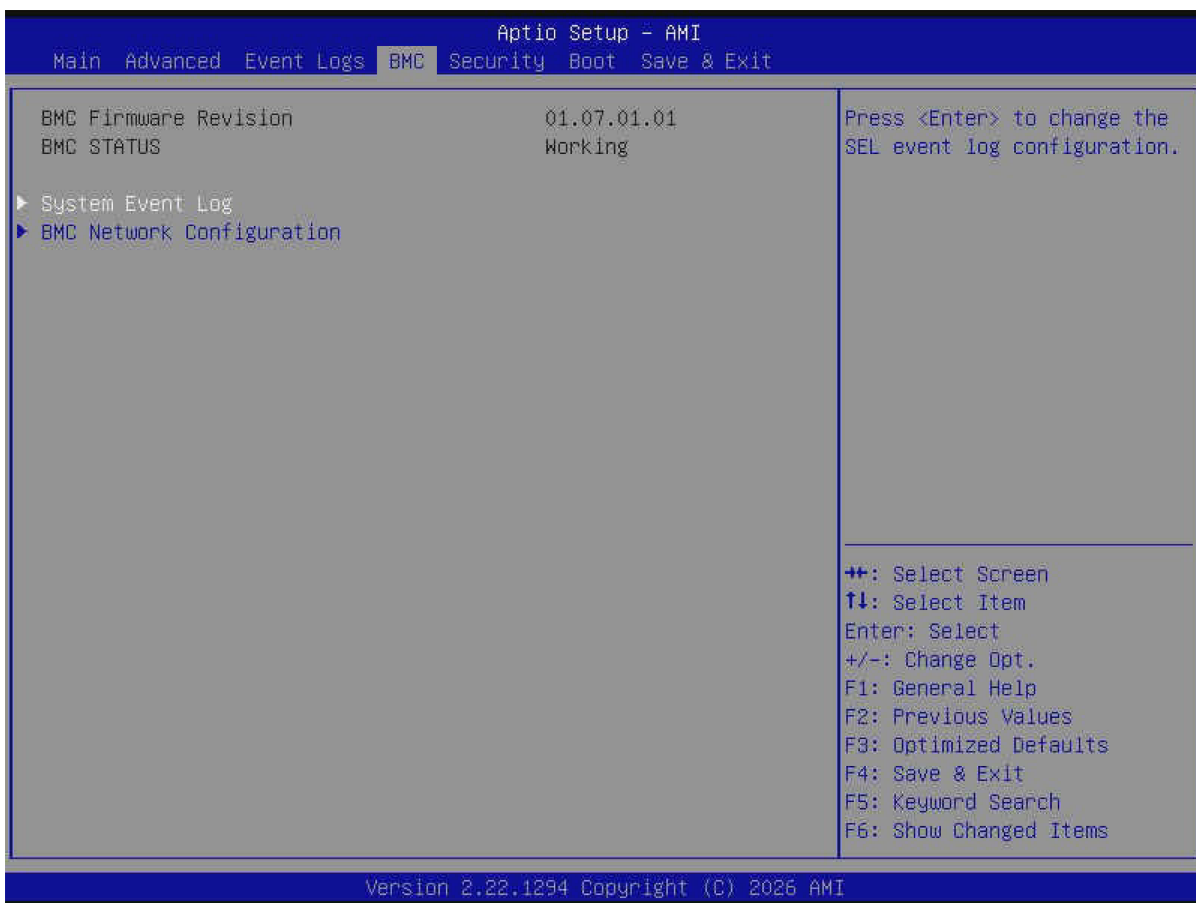 Aptio Setup - AMI
Main Advanced Event Logs BMC Security Boot Save & Exit
BMC Firmware Revision 01.07.01.01
BMC STATUS Working
System Event Log
BMC Network Configuration
Press <Enter> to change the
SEL event log configuration.
→←: Select Screen
↑↓: Select Item
Enter: Select
+/-: Change Opt.
F1: General Help
F2: Previous Values
F3: Optimized Defaults
F4: Save & Exit
F5: Keyword Search
F6: Show Changed Items
Version 2.22.1294 Copyright (C) 2026 AMI